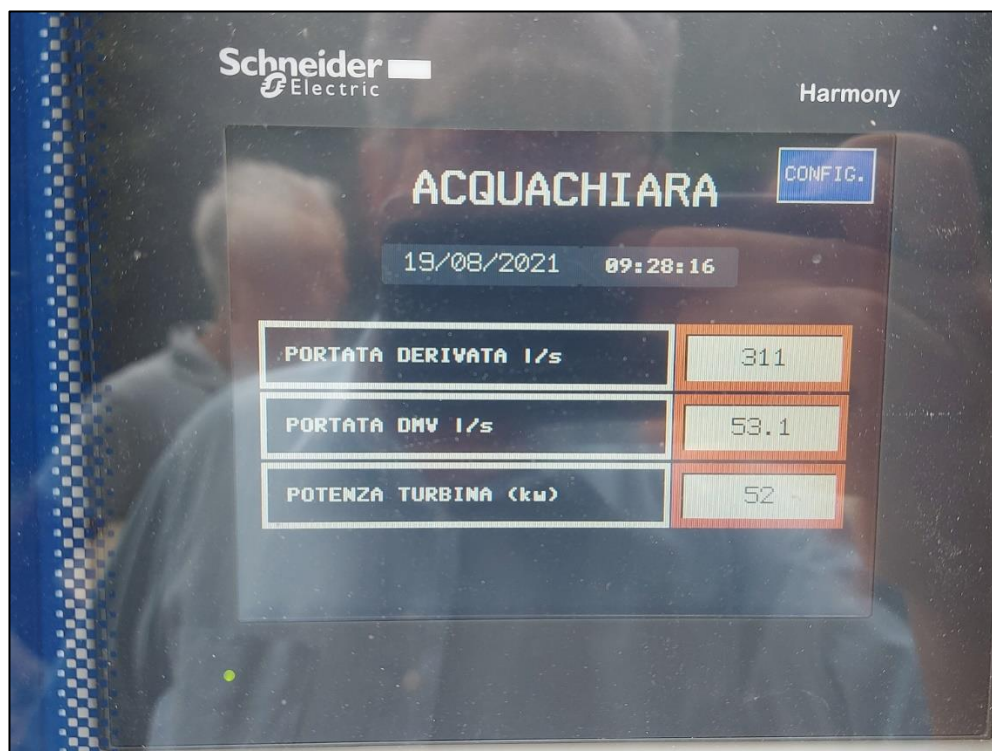 Schneider
Electric
Harmony
CONFIG.
ACQUACHIARA
19/08/2021 09:28:16
PORTATA DERIVATA l/s 311
PORTATA DMV l/s 53.1
POTENZA TURBINA (kw) 52